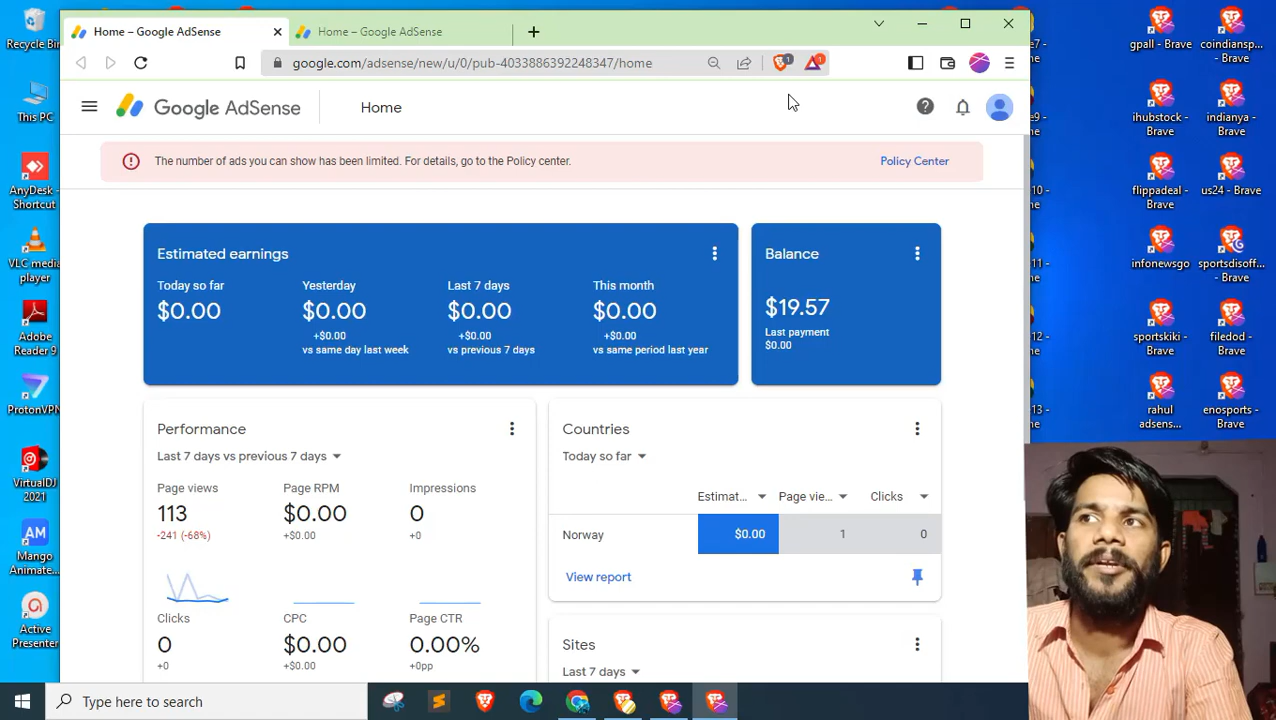 Home – Google AdSense
Home – Google AdSense
google.com/adsense/new/u/0/pub-4033886392248347/home
1
1
Google AdSense
Home
The number of ads you can show has been limited. For details, go to the Policy center.
Policy Center
Estimated earnings
Today so far
$0.00
Yesterday
$0.00
+$0.00
vs same day last week
Last 7 days
$0.00
+$0.00
vs previous 7 days
This month
$0.00
+$0.00
vs same period last year
Balance
$19.57
Last payment
$0.00
Performance
Last 7 days vs previous 7 days
Page views
113
-241 (-68%)
Page RPM
$0.00
+$0.00
Impressions
0
+0
Clicks
0
+0
CPC
$0.00
+$0.00
Page CTR
0.00%
+0pp
Countries
Today so far
Estimat...
Page vie...
Clicks
Norway
$0.00
1
0
View report
Sites
Last 7 days
Recycle Bin
This PC
AnyDesk -
Shortcut
VLC media
player
Adobe
Reader 9
ProtonVPN
VirtualDJ
2021
AM
Mango
Animate...
Active
Presenter
gpall - Brave
coindiansp...
- Brave
ihubstock -
Brave
indianya -
Brave
flippadeal -
Brave
us24 - Brave
infonewsgo
sportsdisoff...
- Brave
sportskiki -
Brave
filedod -
Brave
rahul
adsens...
enosports -
Brave
Type here to search